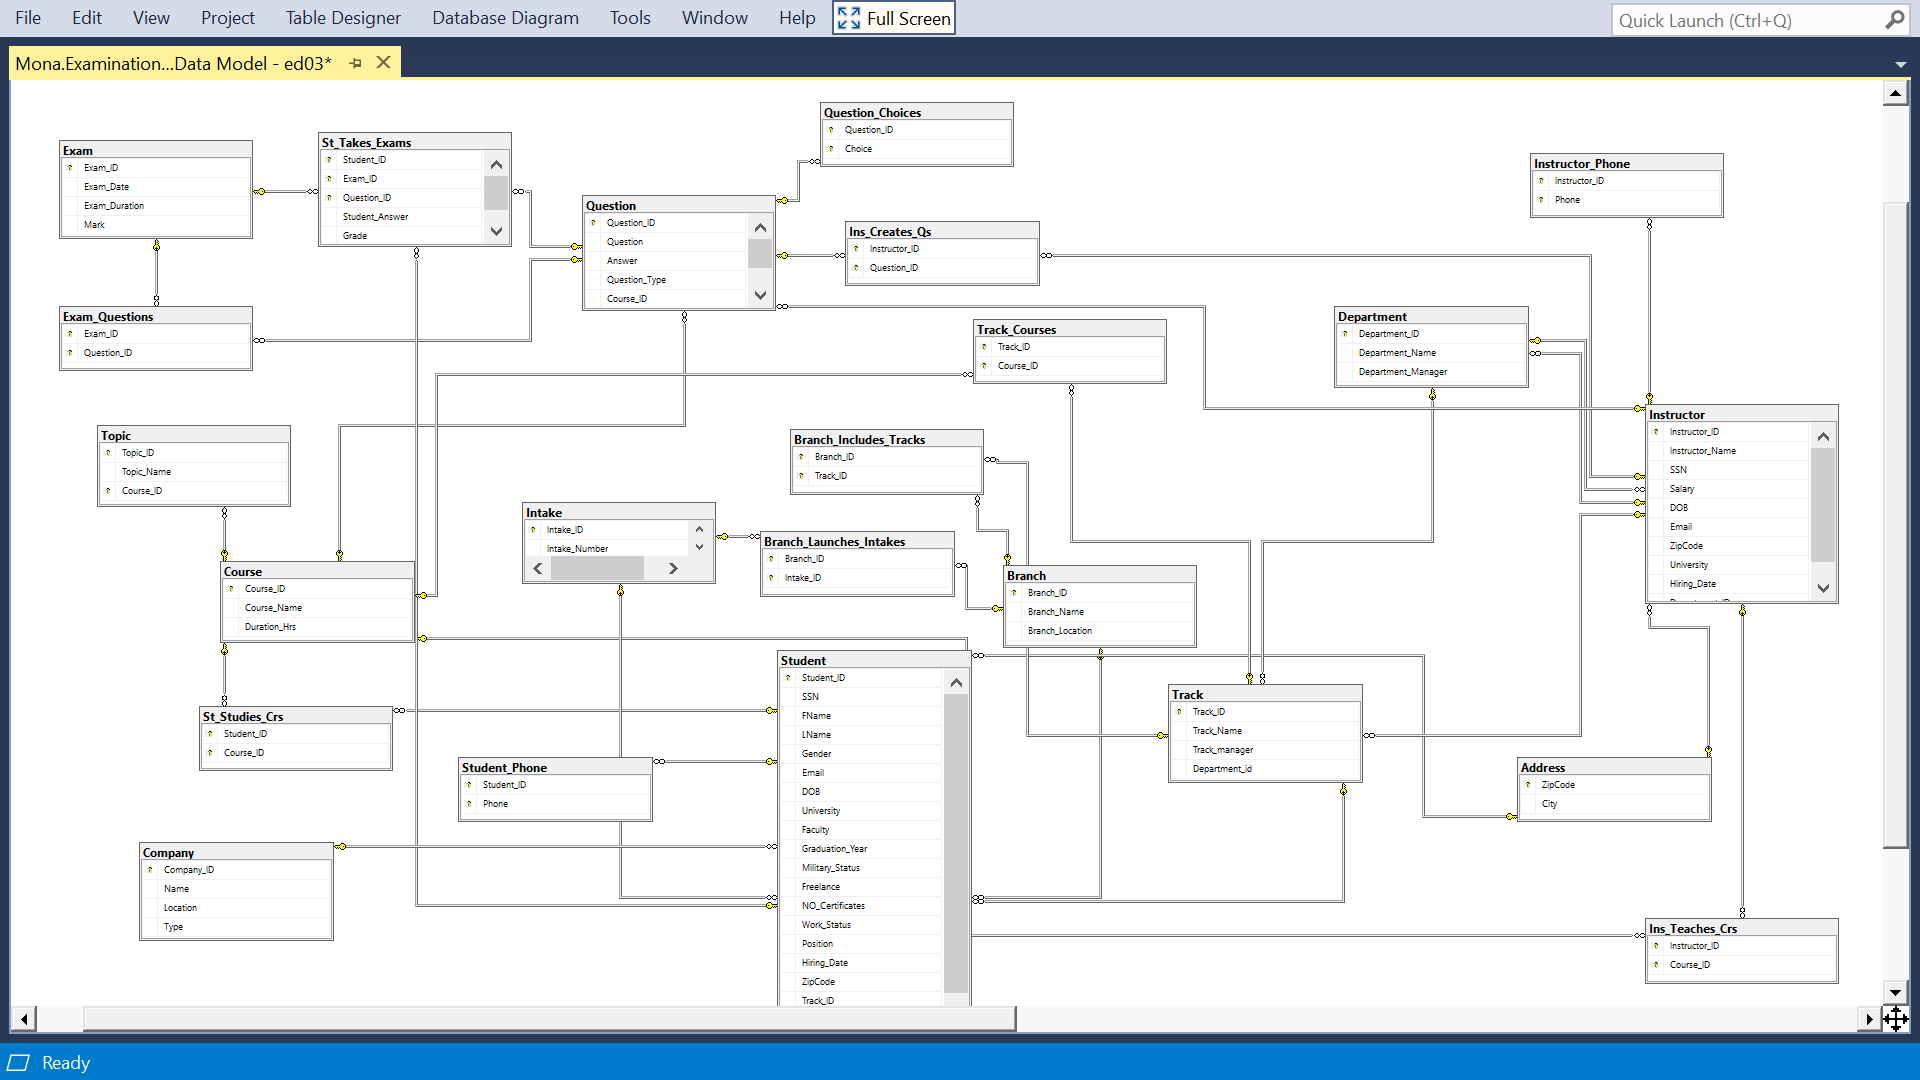 File Edit View Project Table Designer Database Diagram Tools Window Help Full Screen
Quick Launch (Ctrl+Q)
Mona.Examination...Data Model - ed03*
Exam
Exam_ID
Exam_Date
Exam_Duration
Mark
St_Takes_Exams
Student_ID
Exam_ID
Question_ID
Student_Answer
Grade
Question_Choices
Question_ID
Choice
Question
Question_ID
Question
Answer
Question_Type
Course_ID
Ins_Creates_Qs
Instructor_ID
Question_ID
Instructor_Phone
Instructor_ID
Phone
Exam_Questions
Exam_ID
Question_ID
Track_Courses
Track_ID
Course_ID
Department
Department_ID
Department_Name
Department_Manager
Instructor
Instructor_ID
Instructor_Name
SSN
Salary
DOB
Email
ZipCode
University
Hiring_Date
Topic
Topic_ID
Topic_Name
Course_ID
Branch_Includes_Tracks
Branch_ID
Track_ID
Intake
Intake_ID
Intake_Number
Branch_Launches_Intakes
Branch_ID
Intake_ID
Course
Course_ID
Course_Name
Duration_Hrs
Branch
Branch_ID
Branch_Name
Branch_Location
Student
Student_ID
SSN
FName
LName
Gender
Email
DOB
University
Faculty
Graduation_Year
Military_Status
Freelance
NO_Certificates
Work_Status
Position
Hiring_Date
ZipCode
Track_ID
Track
Track_ID
Track_Name
Track_manager
Department_id
St_Studies_Crs
Student_ID
Course_ID
Student_Phone
Student_ID
Phone
Address
ZipCode
City
Company
Company_ID
Name
Location
Type
Ins_Teaches_Crs
Instructor_ID
Course_ID
Ready